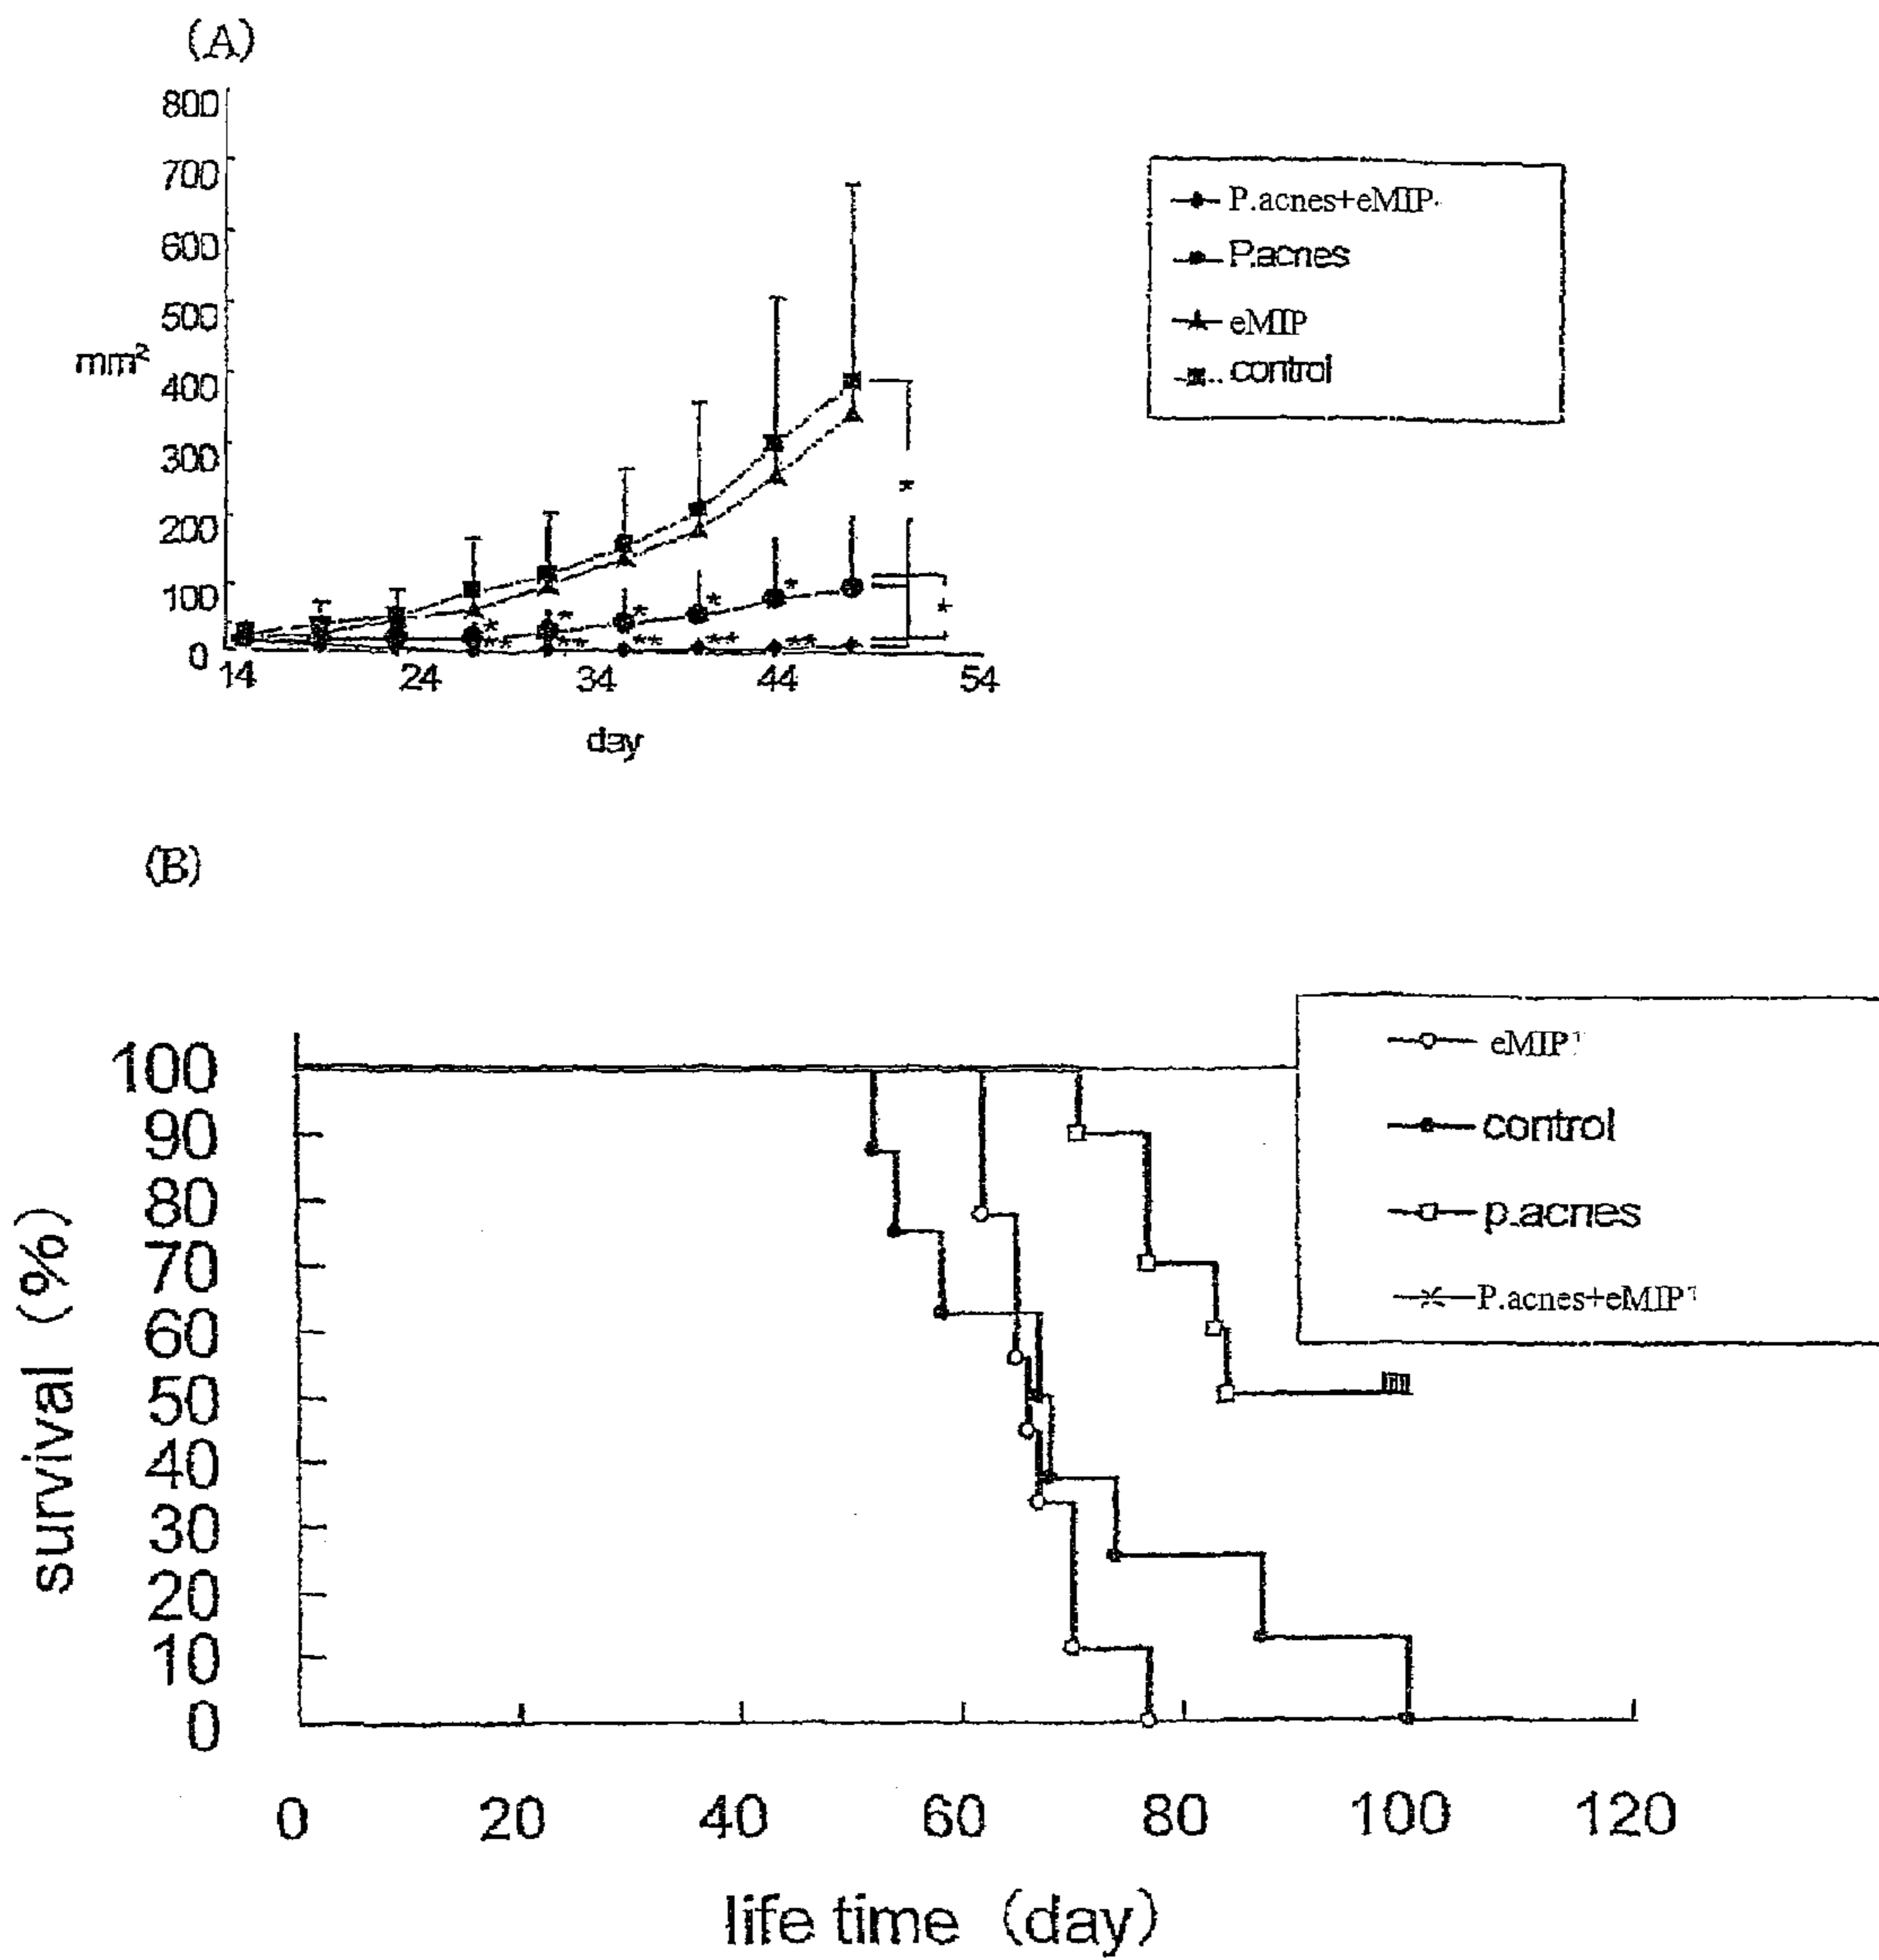 (A)
800
700
600
500
mm²
400
300
200
100
0
14 24 34 44 54
day
P.acnes+eMIP
P.acnes
eMIP
control
*
*
* * * * *
** ** ** ** **
(B)
100
90
80
70
60
50
40
30
20
10
0
survival (%)
0 20 40 60 80 100 120
life time (day)
eMIP
control
p.acnes
P.acnes+eMIP